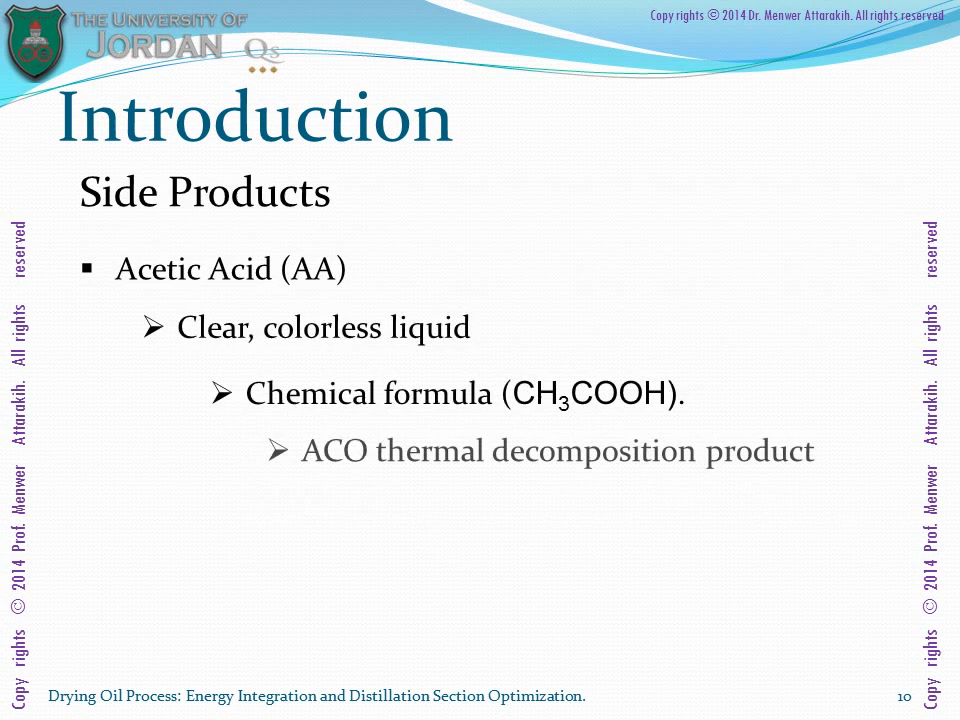 THE UNIVERSITY OF
JORDAN
QS
Copy rights © 2014 Dr. Menwer Attarakih. All rights reserved
Introduction
Side Products
▪ Acetic Acid (AA)
➢ Clear, colorless liquid
➢ Chemical formula (CH₃COOH).
➢ ACO thermal decomposition product
Copy rights © 2014 Prof. Menwer Attarakih. All rights reserved
Copy rights © 2014 Prof. Menwer Attarakih. All rights reserved
Drying Oil Process: Energy Integration and Distillation Section Optimization.
10